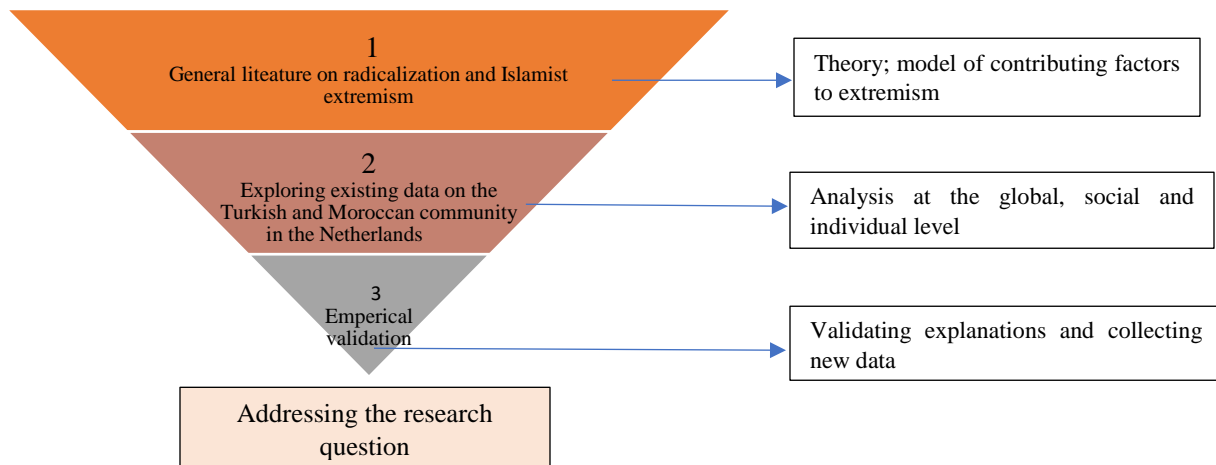 1
General liteature on radicalization and Islamist
extremism
Theory; model of contributing factors
to extremism
2
Exploring existing data on the
Turkish and Moroccan community
in the Netherlands
Analysis at the global, social and
individual level
3
Emperical
validation
Validating explanations and collecting
new data
Addressing the research
question